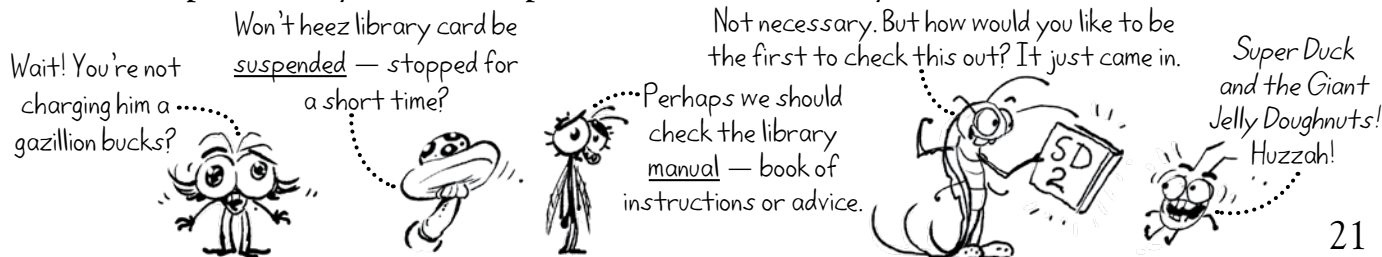 Wait! You're not
charging him a
gazillion bucks?
Won't heez library card be
suspended — stopped for
a short time?
Perhaps we should
check the library
manual — book of
instructions or advice.
Not necessary. But how would you like to be
the first to check this out? It just came in.
SD
2
Super Duck
and the Giant
Jelly Doughnuts!
Huzzah!
21